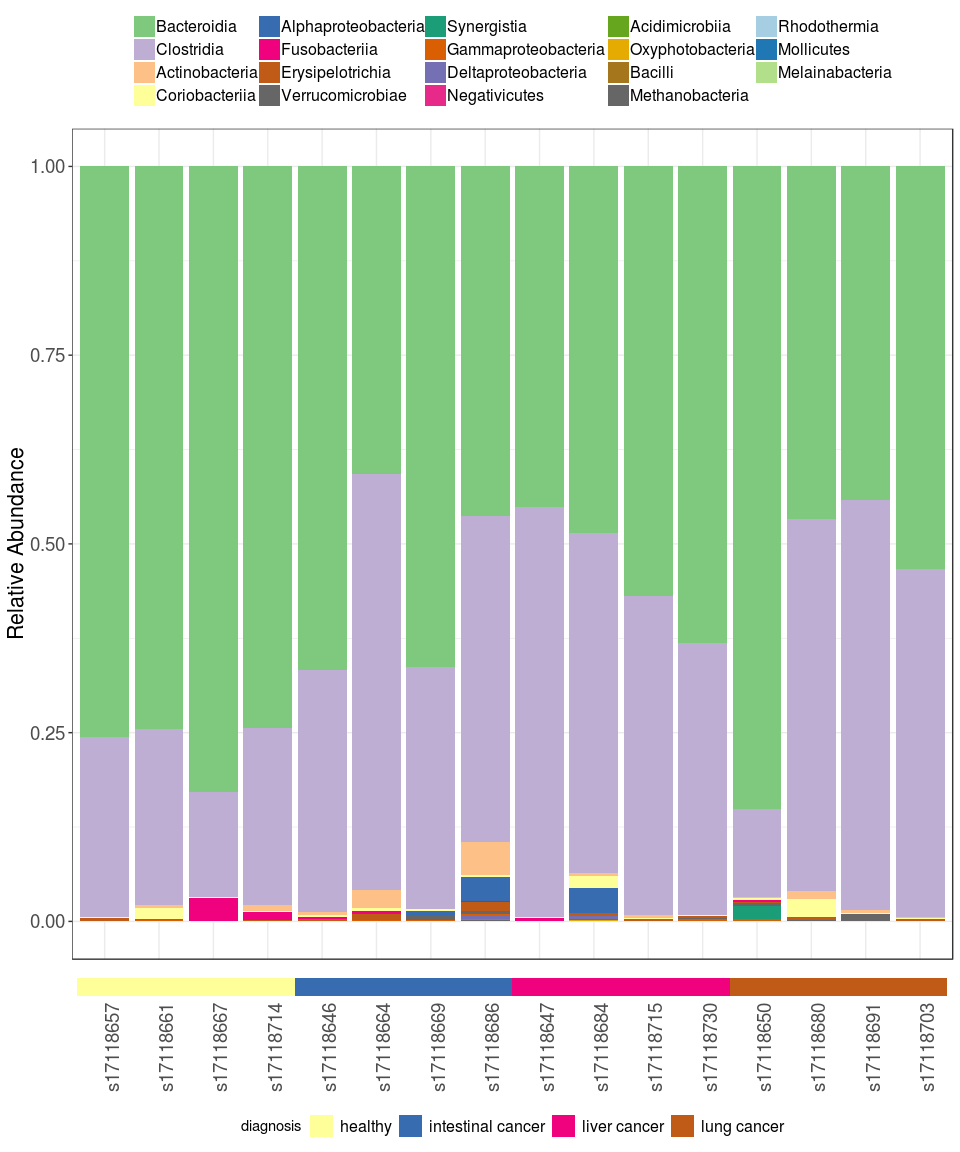 Bacteroidia Alphaproteobacteria Synergistia Acidimicrobiia Rhodothermia
Clostridia Fusobacteriia Gammaproteobacteria Oxyphotobacteria Mollicutes
Actinobacteria Erysipelotrichia Deltaproteobacteria Bacilli Melainabacteria
Coriobacteriia Verrucomicrobiae Negativicutes Methanobacteria
1.00
0.75
0.50
0.25
0.00
Relative Abundance
s17118657
s17118661
s17118667
s17118714
s17118646
s17118664
s17118669
s17118686
s17118647
s17118684
s17118715
s17118730
s17118650
s17118680
s17118691
s17118703
diagnosis healthy intestinal cancer liver cancer lung cancer